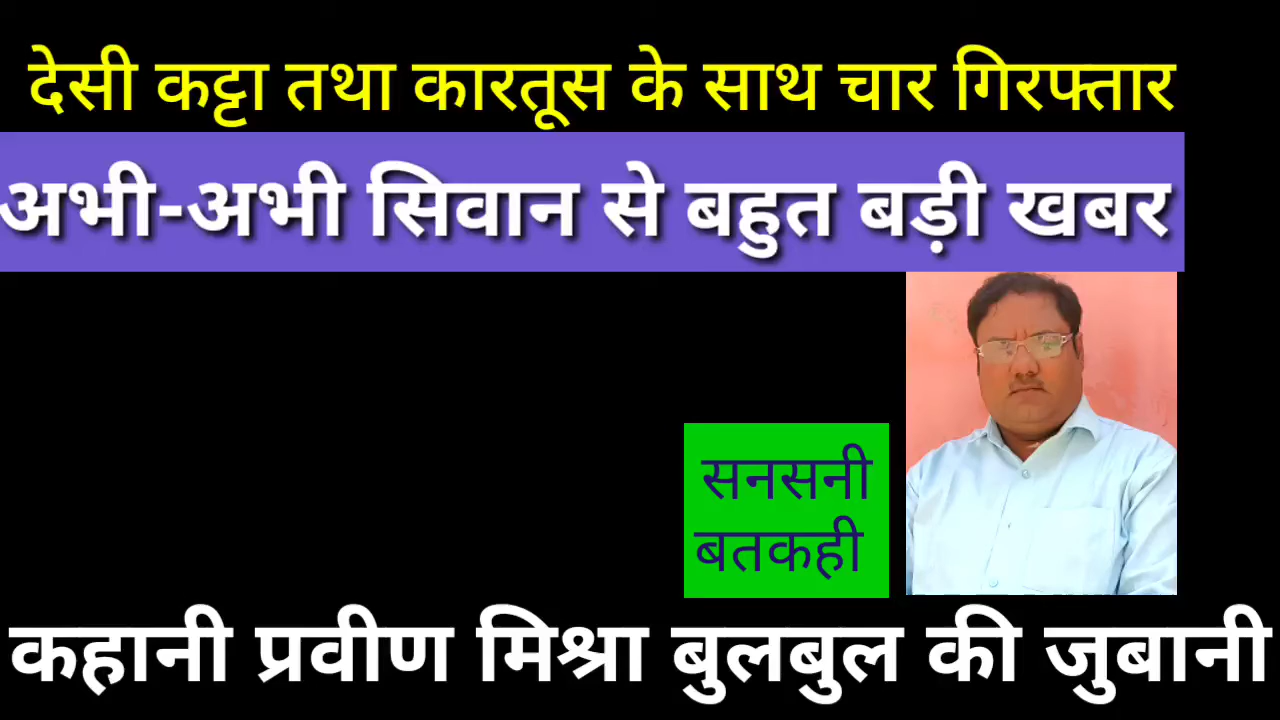 देसी कट्टा तथा कारतूस के साथ चार गिरफ्तार
अभी-अभी सिवान से बहुत बड़ी खबर
सनसनी
बतकही
कहानी प्रवीण मिश्रा बुलबुल की जुबानी